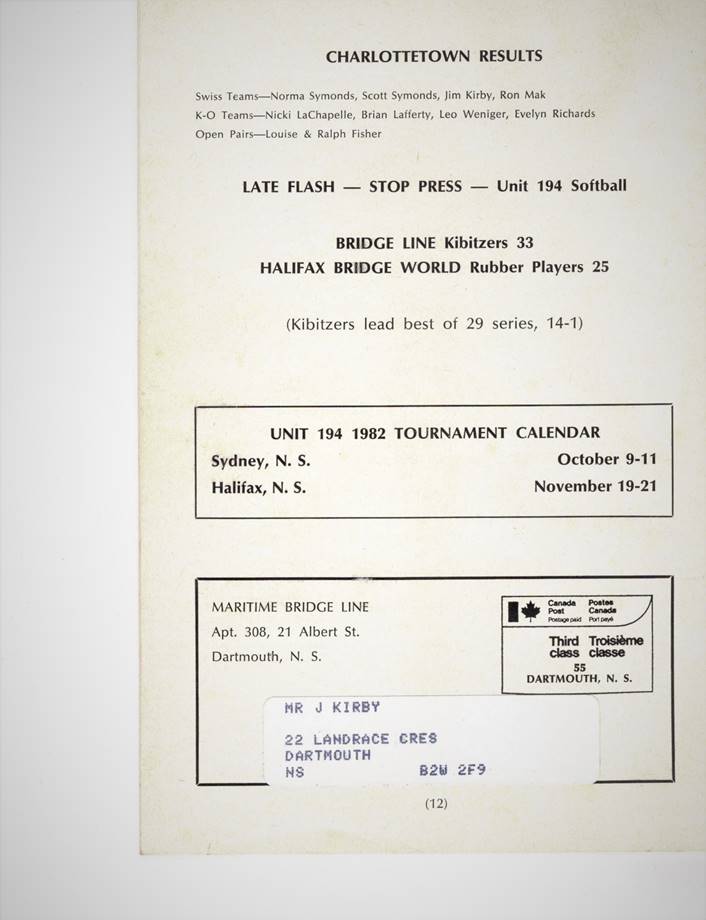 CHARLOTTETOWN RESULTS
Swiss Teams—Norma Symonds, Scott Symonds, Jim Kirby, Ron Mak
K-O Teams—Nicki LaChapelle, Brian Lafferty, Leo Weniger, Evelyn Richards
Open Pairs—Louise & Ralph Fisher
LATE FLASH — STOP PRESS — Unit 194 Softball
BRIDGE LINE Kibitzers 33
HALIFAX BRIDGE WORLD Rubber Players 25
(Kibitzers lead best of 29 series, 14-1)
UNIT 194 1982 TOURNAMENT CALENDAR
Sydney, N. S. October 9-11
Halifax, N. S. November 19-21
MARITIME BRIDGE LINE
Apt. 308, 21 Albert St.
Dartmouth, N. S.
Canada Postes
Post Canada
Postage paid Port payé
Third Troisième
class classe
55
DARTMOUTH, N. S.
MR J KIRBY
22 LANDRACE CRES
DARTMOUTH
NS B2W 2F9
(12)